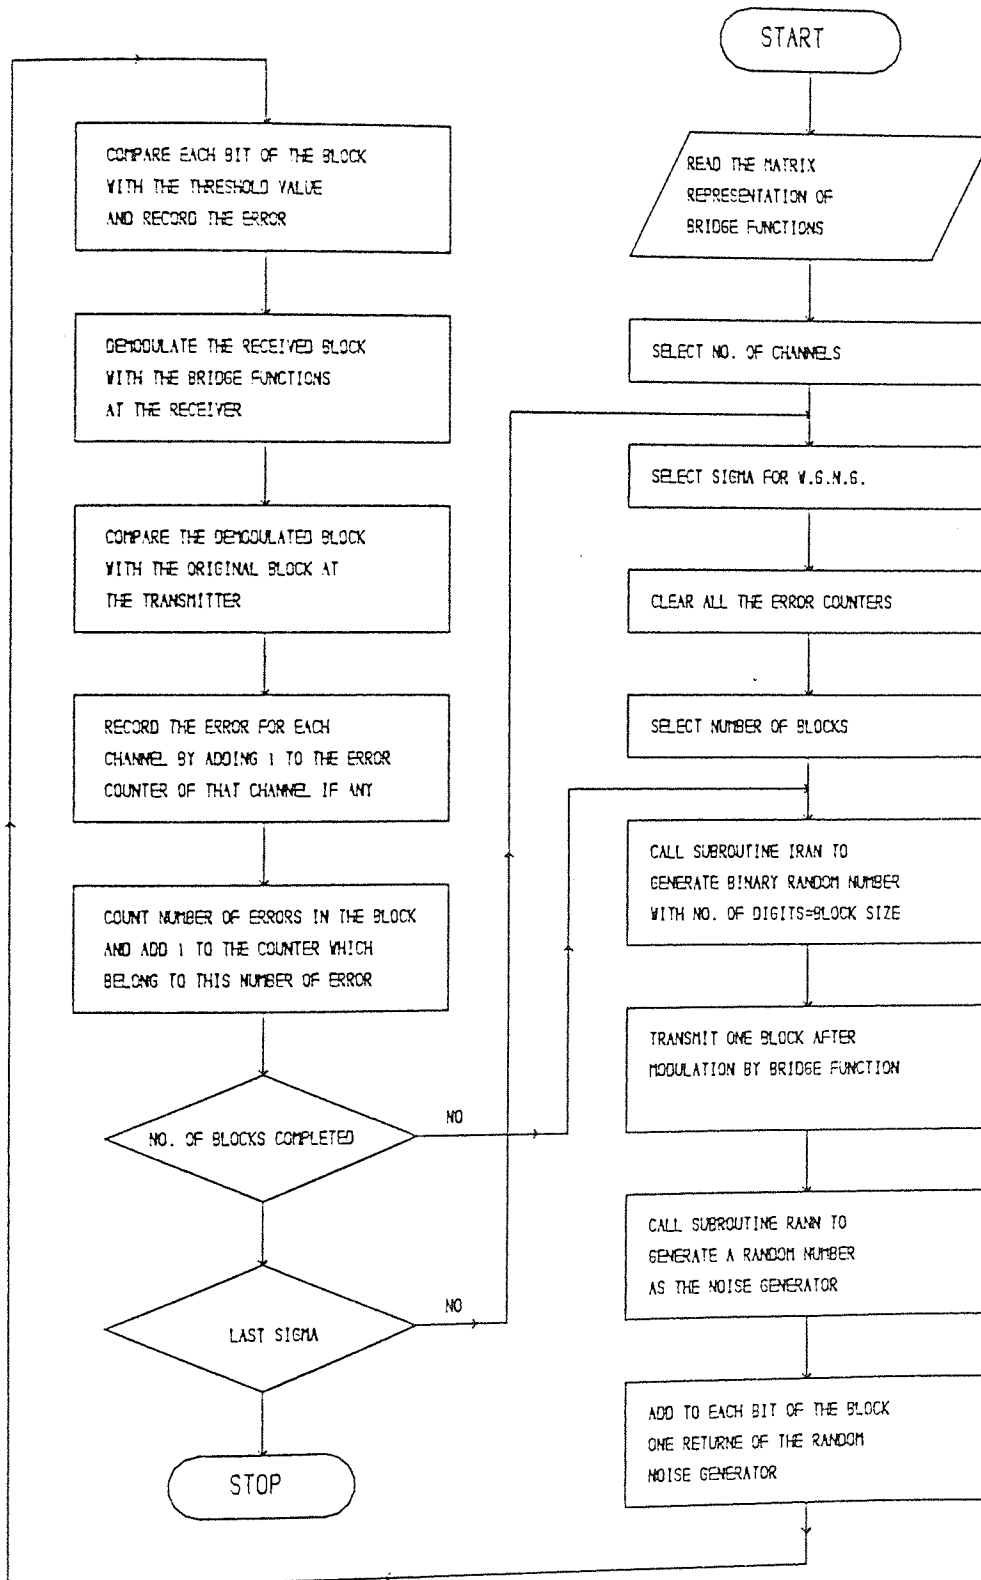 START
READ THE MATRIX
REPRESENTATION OF
BRIDGE FUNCTIONS
SELECT NO. OF CHANNELS
SELECT SIGMA FOR W.G.N.G.
CLEAR ALL THE ERROR COUNTERS
SELECT NUMBER OF BLOCKS
CALL SUBROUTINE IRAN TO
GENERATE BINARY RANDOM NUMBER
WITH NO. OF DIGITS=BLOCK SIZE
TRANSMIT ONE BLOCK AFTER
MODULATION BY BRIDGE FUNCTION
CALL SUBROUTINE RANN TO
GENERATE A RANDOM NUMBER
AS THE NOISE GENERATOR
ADD TO EACH BIT OF THE BLOCK
ONE RETURNE OF THE RANDOM
NOISE GENERATOR
COMPARE EACH BIT OF THE BLOCK
WITH THE THRESHOLD VALUE
AND RECORD THE ERROR
DEMODULATE THE RECEIVED BLOCK
WITH THE BRIDGE FUNCTIONS
AT THE RECEIVER
COMPARE THE DEMODULATED BLOCK
WITH THE ORIGINAL BLOCK AT
THE TRANSMITTER
RECORD THE ERROR FOR EACH
CHANNEL BY ADDING 1 TO THE ERROR
COUNTER OF THAT CHANNEL IF ANY
COUNT NUMBER OF ERRORS IN THE BLOCK
AND ADD 1 TO THE COUNTER WHICH
BELONG TO THIS NUMBER OF ERROR
NO. OF BLOCKS COMPLETED
NO
LAST SIGMA
NO
STOP